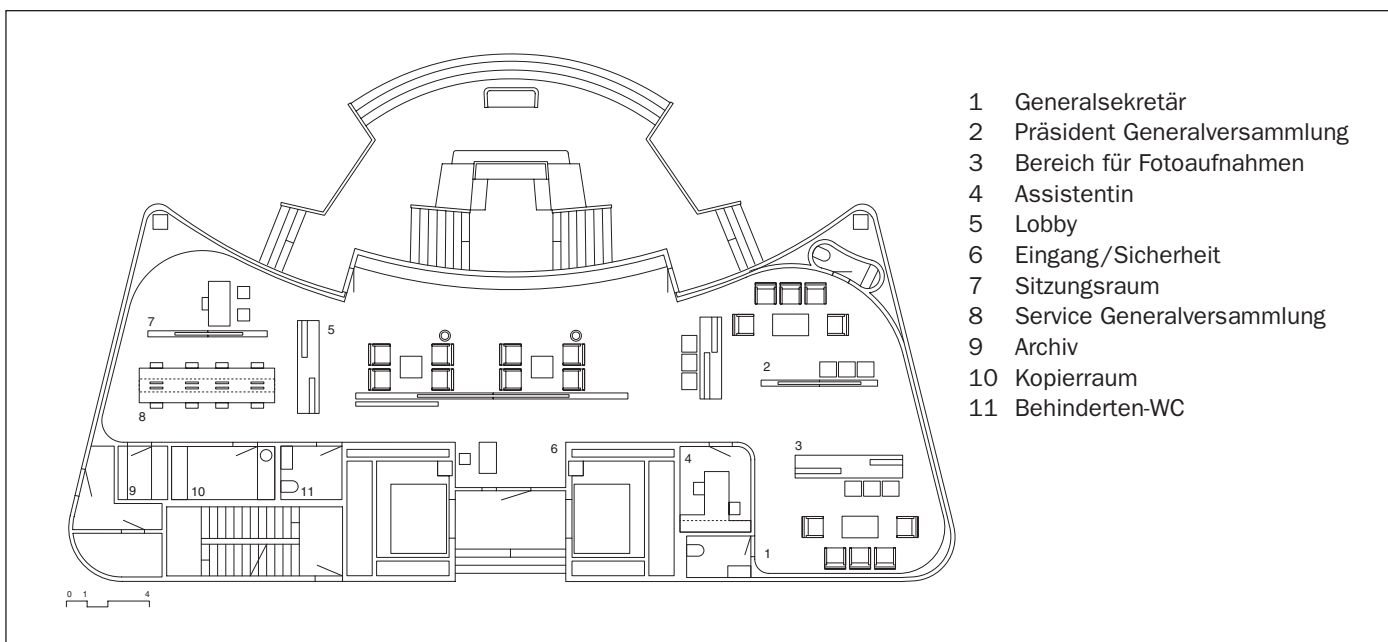 1 Generalsekretär
2 Präsident Generalversammlung
3 Bereich für Fotoaufnahmen
4 Assistentin
5 Lobby
6 Eingang/Sicherheit
7 Sitzungsraum
8 Service Generalversammlung
9 Archiv
10 Kopierraum
11 Behinderten-WC
7
5
2
8
6
4
3
9
10
11
1
0 1 4